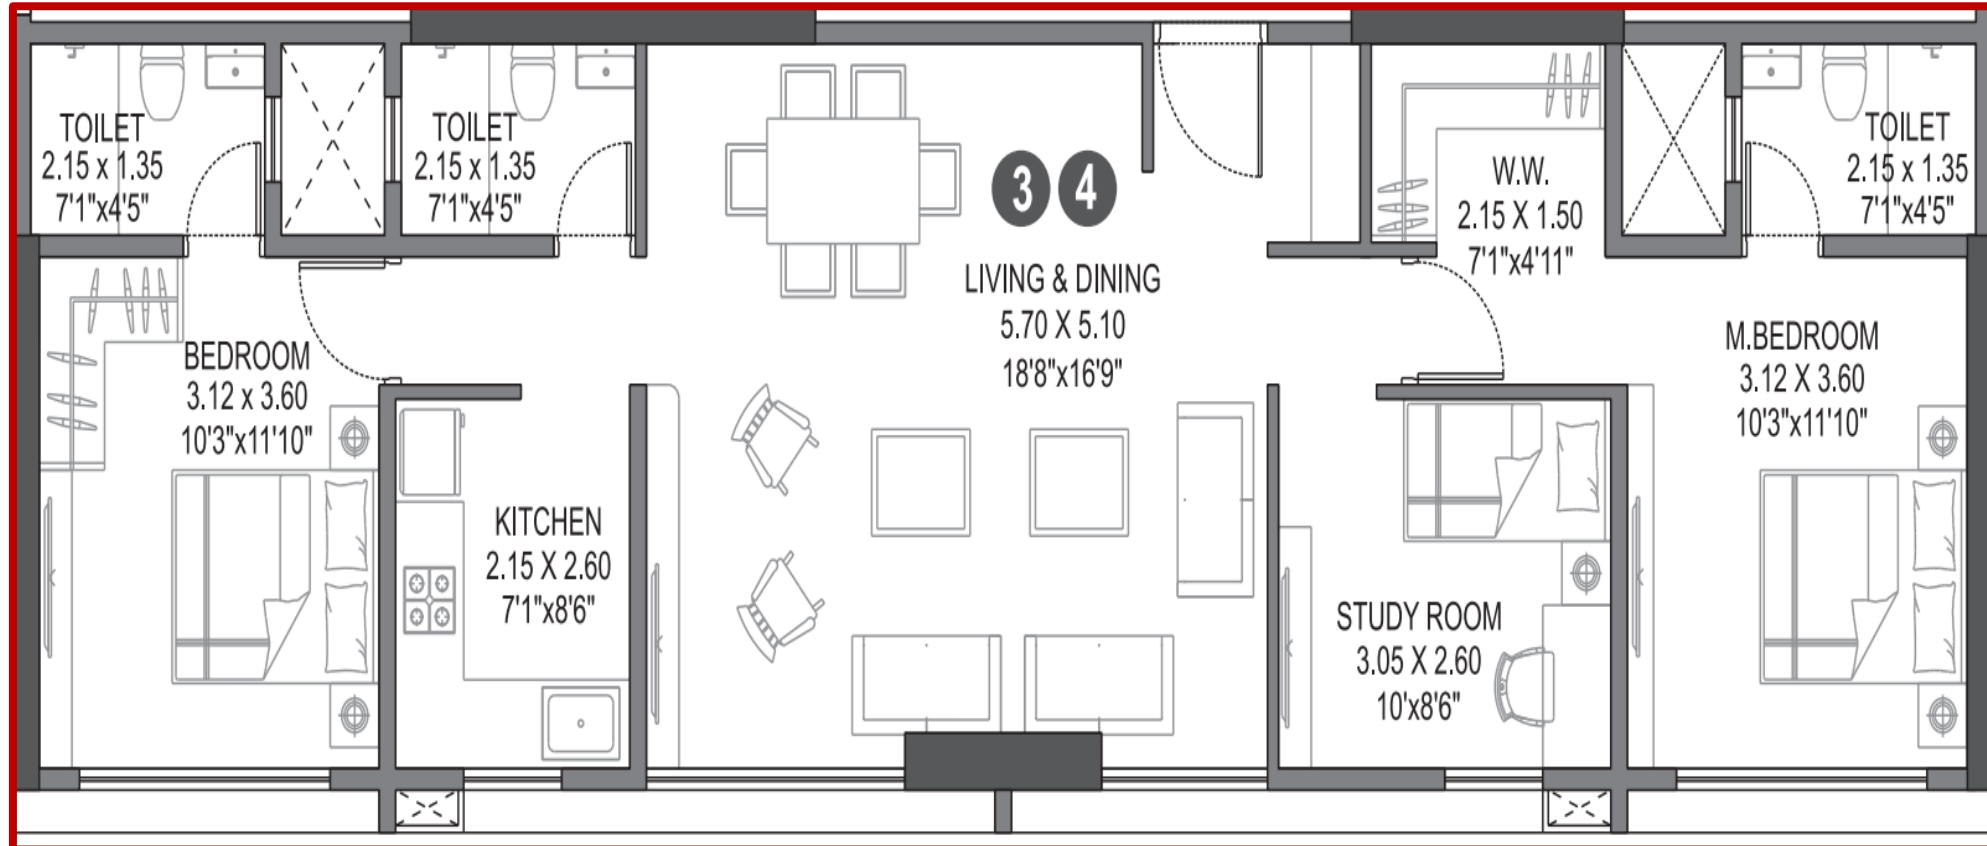 TOILET
2.15 x 1.35
7'1"x4'5"
TOILET
2.15 x 1.35
7'1"x4'5"
3 4
W.W.
2.15 X 1.50
7'1"x4'11"
TOILET
2.15 x 1.35
7'1"x4'5"
BEDROOM
3.12 x 3.60
10'3"x11'10"
LIVING & DINING
5.70 X 5.10
18'8"x16'9"
M.BEDROOM
3.12 X 3.60
10'3"x11'10"
KITCHEN
2.15 X 2.60
7'1"x8'6"
STUDY ROOM
3.05 X 2.60
10'x8'6"